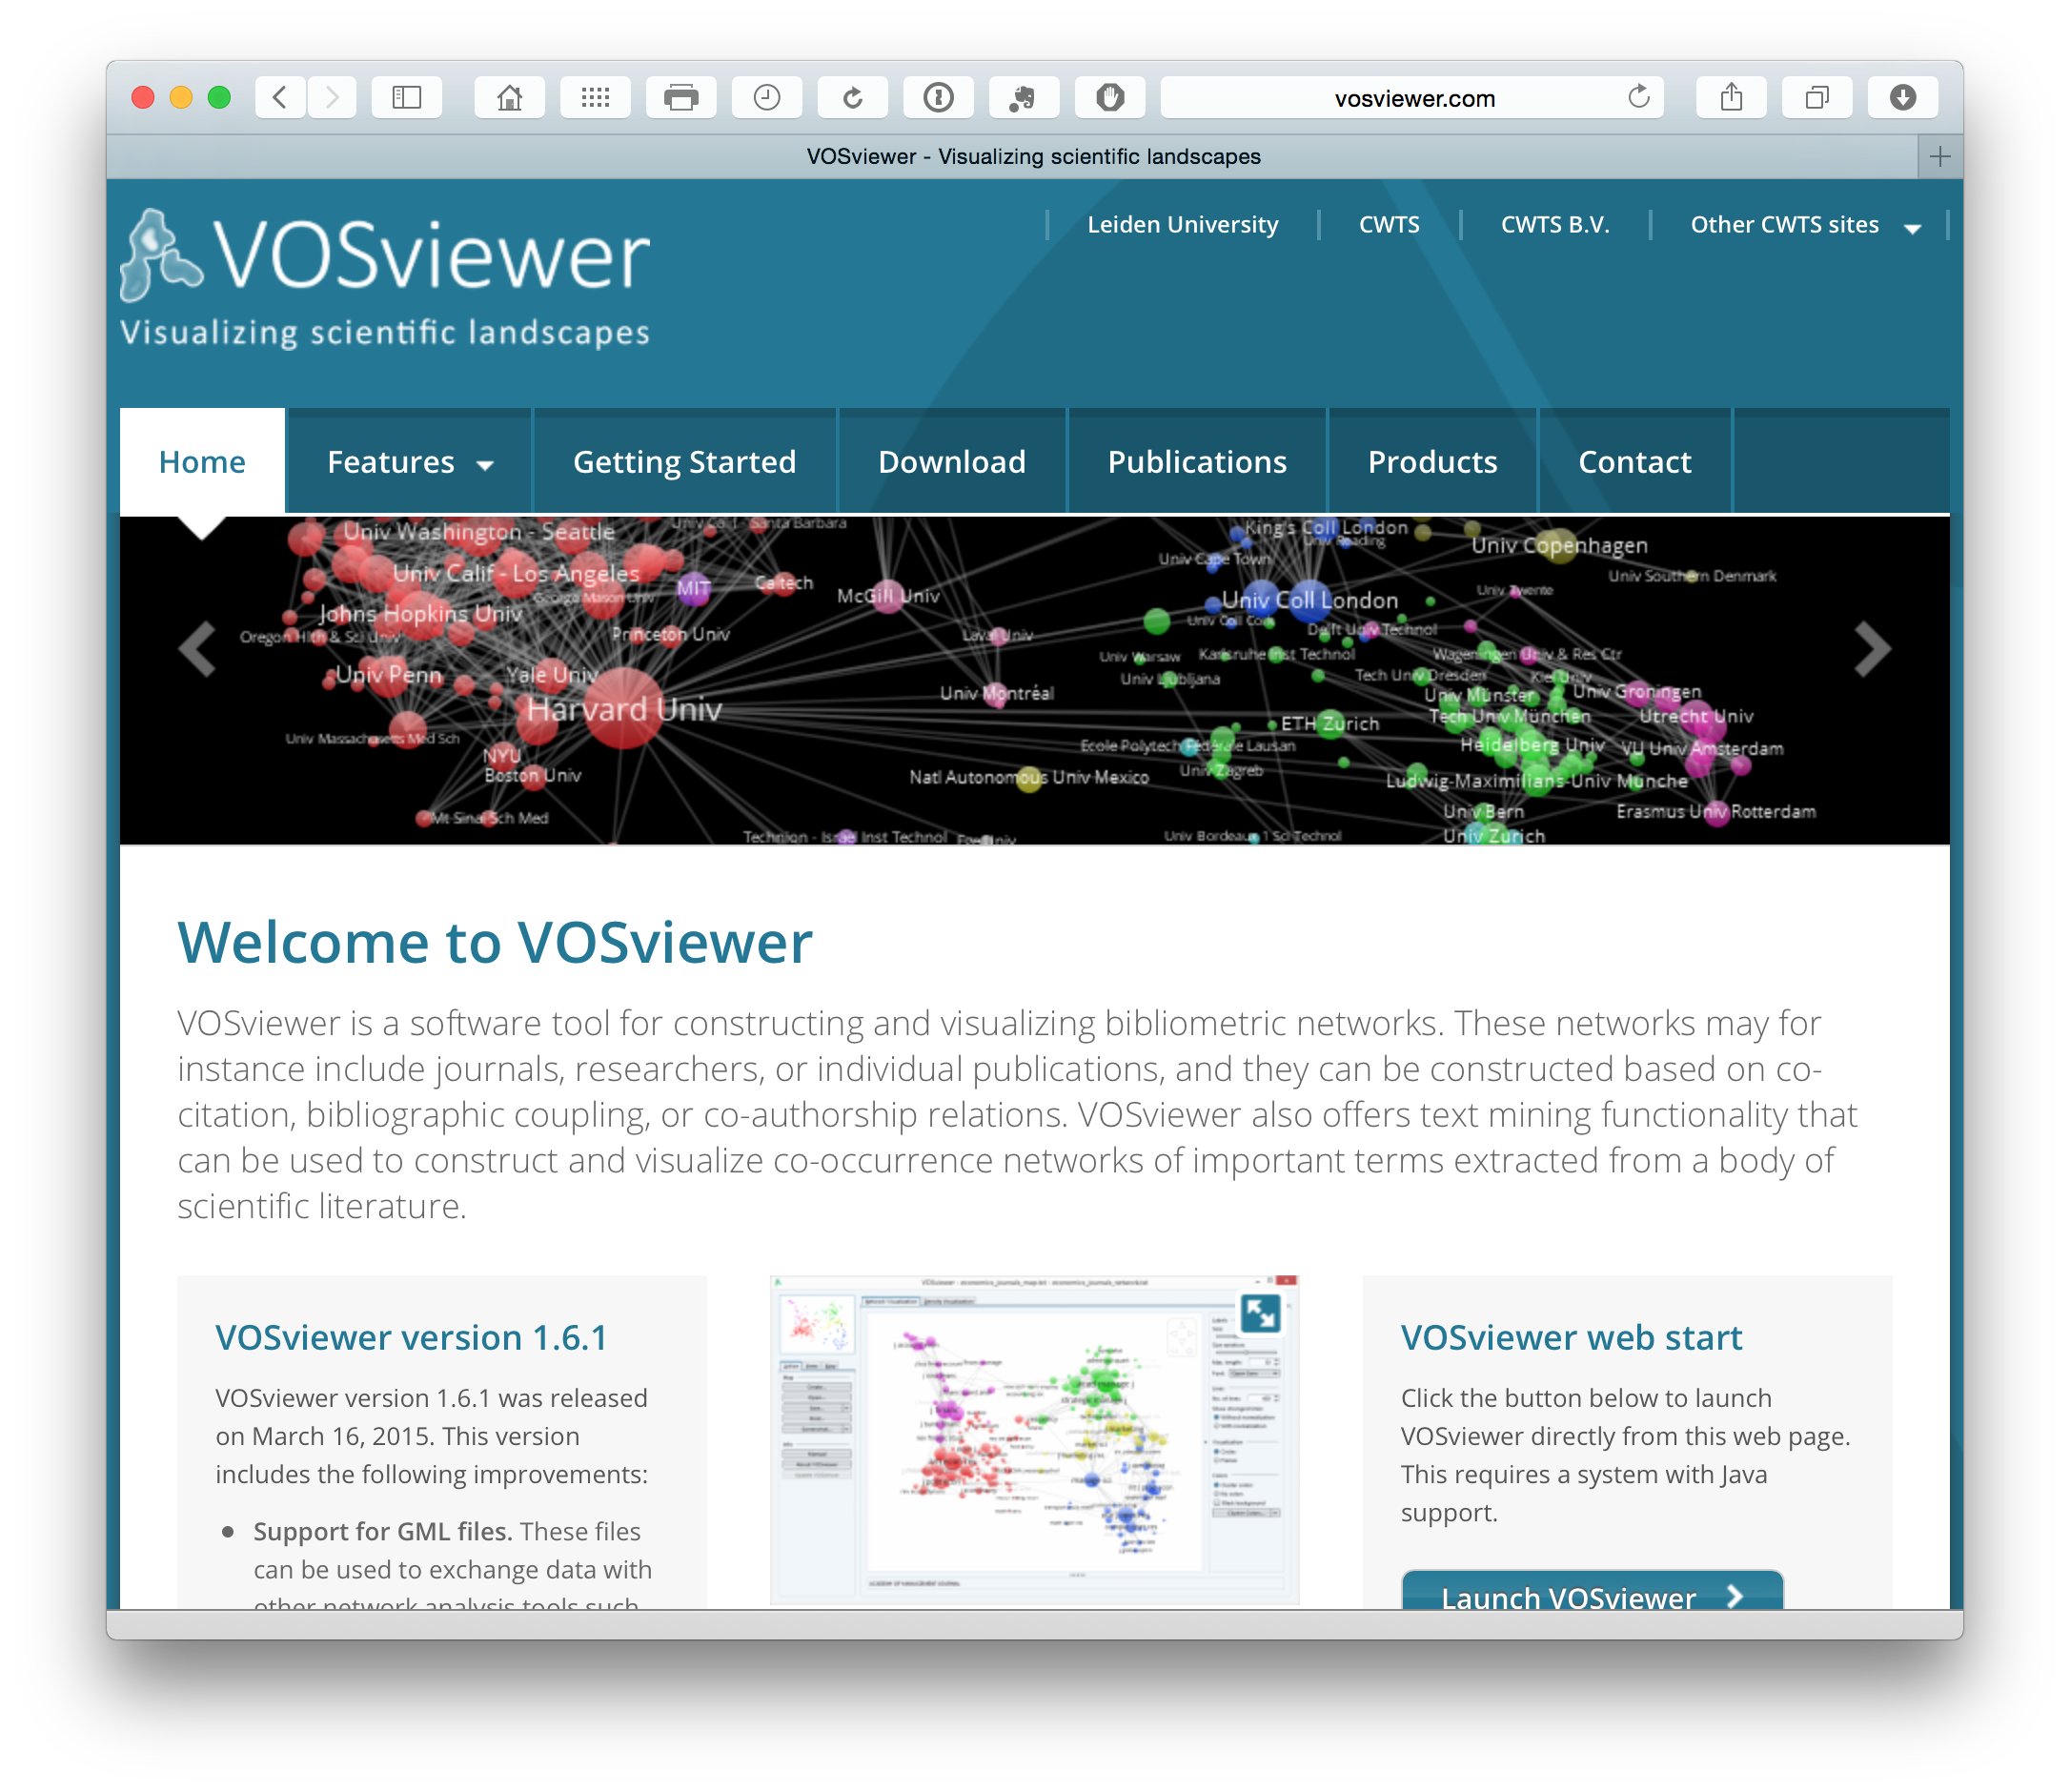 vosviewer.com
VOSviewer - Visualizing scientific landscapes
VOSviewer
Visualizing scientific landscapes
Leiden University
CWTS
CWTS B.V.
Other CWTS sites
Home
Features
Getting Started
Download
Publications
Products
Contact
Univ Washington - Seattle
Univ Calif - Santa Barbara
King's Coll London
Univ Reading
Univ Copenhagen
Univ Cape Town
Univ Calif - Los Angeles
MIT
Caltech
McGill Univ
Univ Southern Denmark
George Mason Univ
Univ Twente
Univ Coll London
Johns Hopkins Univ
Univ Coll Cork
Delft Univ Technol
Oregon Hlth & Sci Univ
Princeton Univ
Laval Univ
Univ Warsaw
Karlsruhe Inst Technol
Wageningen Univ & Res Ctr
Univ Penn
Yale Univ
Univ Ljubljana
Tech Univ Dresden
Kiel Univ
Univ Montréal
Univ Münster
Univ Groningen
Harvard Univ
Tech Univ München
Utrecht Univ
ETH Zurich
Univ Massachusetts Med Sch
Ecole Polytech Federale Lausan
Heidelberg Univ
VU Univ Amsterdam
NYU
Boston Univ
Natl Autonomous Univ Mexico
Univ Zagreb
Ludwig-Maximilians-Univ Munche
Univ Bern
Erasmus Univ Rotterdam
Mt Sinai Sch Med
Technion - Israel Inst Technol
Univ Bordeaux 1 Sci Technol
Univ Zurich
Welcome to VOSviewer
VOSviewer is a software tool for constructing and visualizing bibliometric networks. These networks may for
instance include journals, researchers, or individual publications, and they can be constructed based on co-
citation, bibliographic coupling, or co-authorship relations. VOSviewer also offers text mining functionality that
can be used to construct and visualize co-occurrence networks of important terms extracted from a body of
scientific literature.
VOSviewer version 1.6.1
VOSviewer version 1.6.1 was released
on March 16, 2015. This version
includes the following improvements:
• Support for GML files. These files
can be used to exchange data with
other network analysis tools such
VOSviewer - economics_journals_map.txt - economics_journals_network.txt
VOSviewer web start
Click the button below to launch
VOSviewer directly from this web page.
This requires a system with Java
support.
Launch VOSviewer